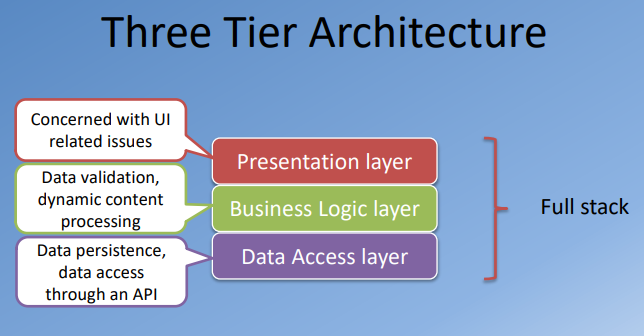 Three Tier Architecture
Concerned with UI
related issues
Presentation layer
Data validation,
dynamic content
processing
Business Logic layer
Full stack
Data persistence,
data access
through an API
Data Access layer